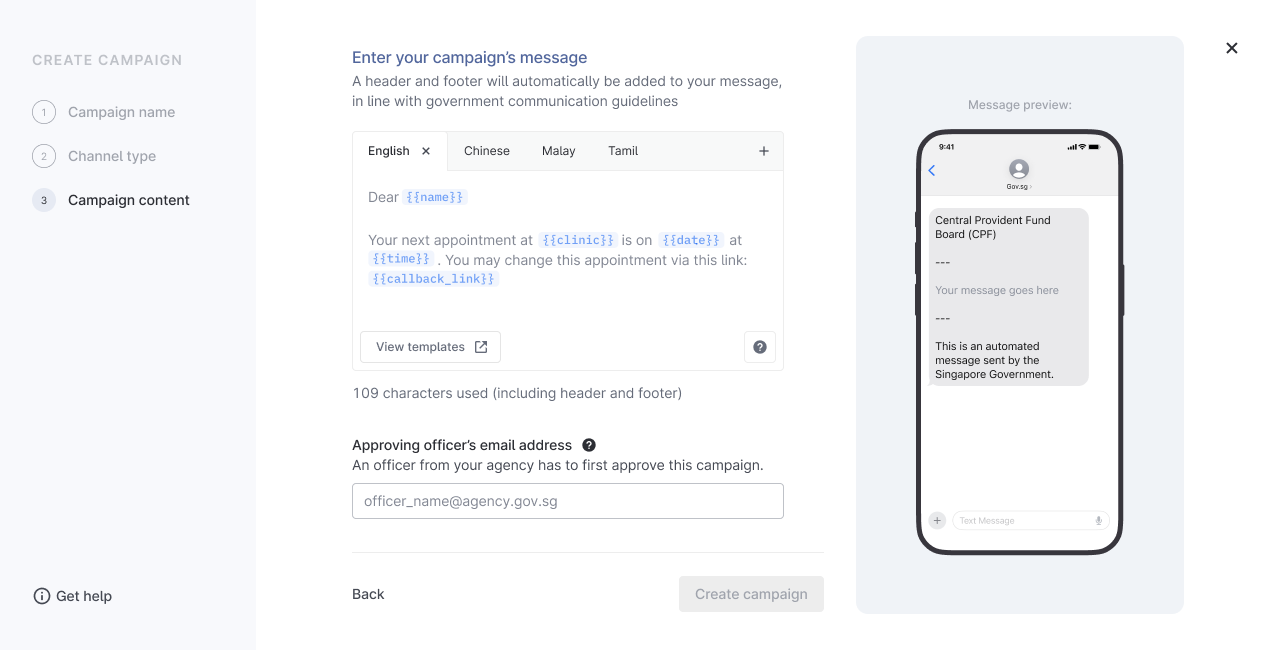 CREATE CAMPAIGN
1 Campaign name
2 Channel type
3 Campaign content
Get help
Enter your campaign’s message
A header and footer will automatically be added to your message,
in line with government communication guidelines
English × Chinese Malay Tamil +
Dear {{name}}
Your next appointment at {{clinic}} is on {{date}} at
{{time}} . You may change this appointment via this link:
{{callback_link}}
View templates
?
109 characters used (including header and footer)
Approving officer’s email address ?
An officer from your agency has to first approve this campaign.
officer_name@agency.gov.sg
Back
Create campaign
Message preview:
9:41
Gov.sg ›
Central Provident Fund
Board (CPF)
---
Your message goes here
---
This is an automated
message sent by the
Singapore Government.
+ Text Message
×